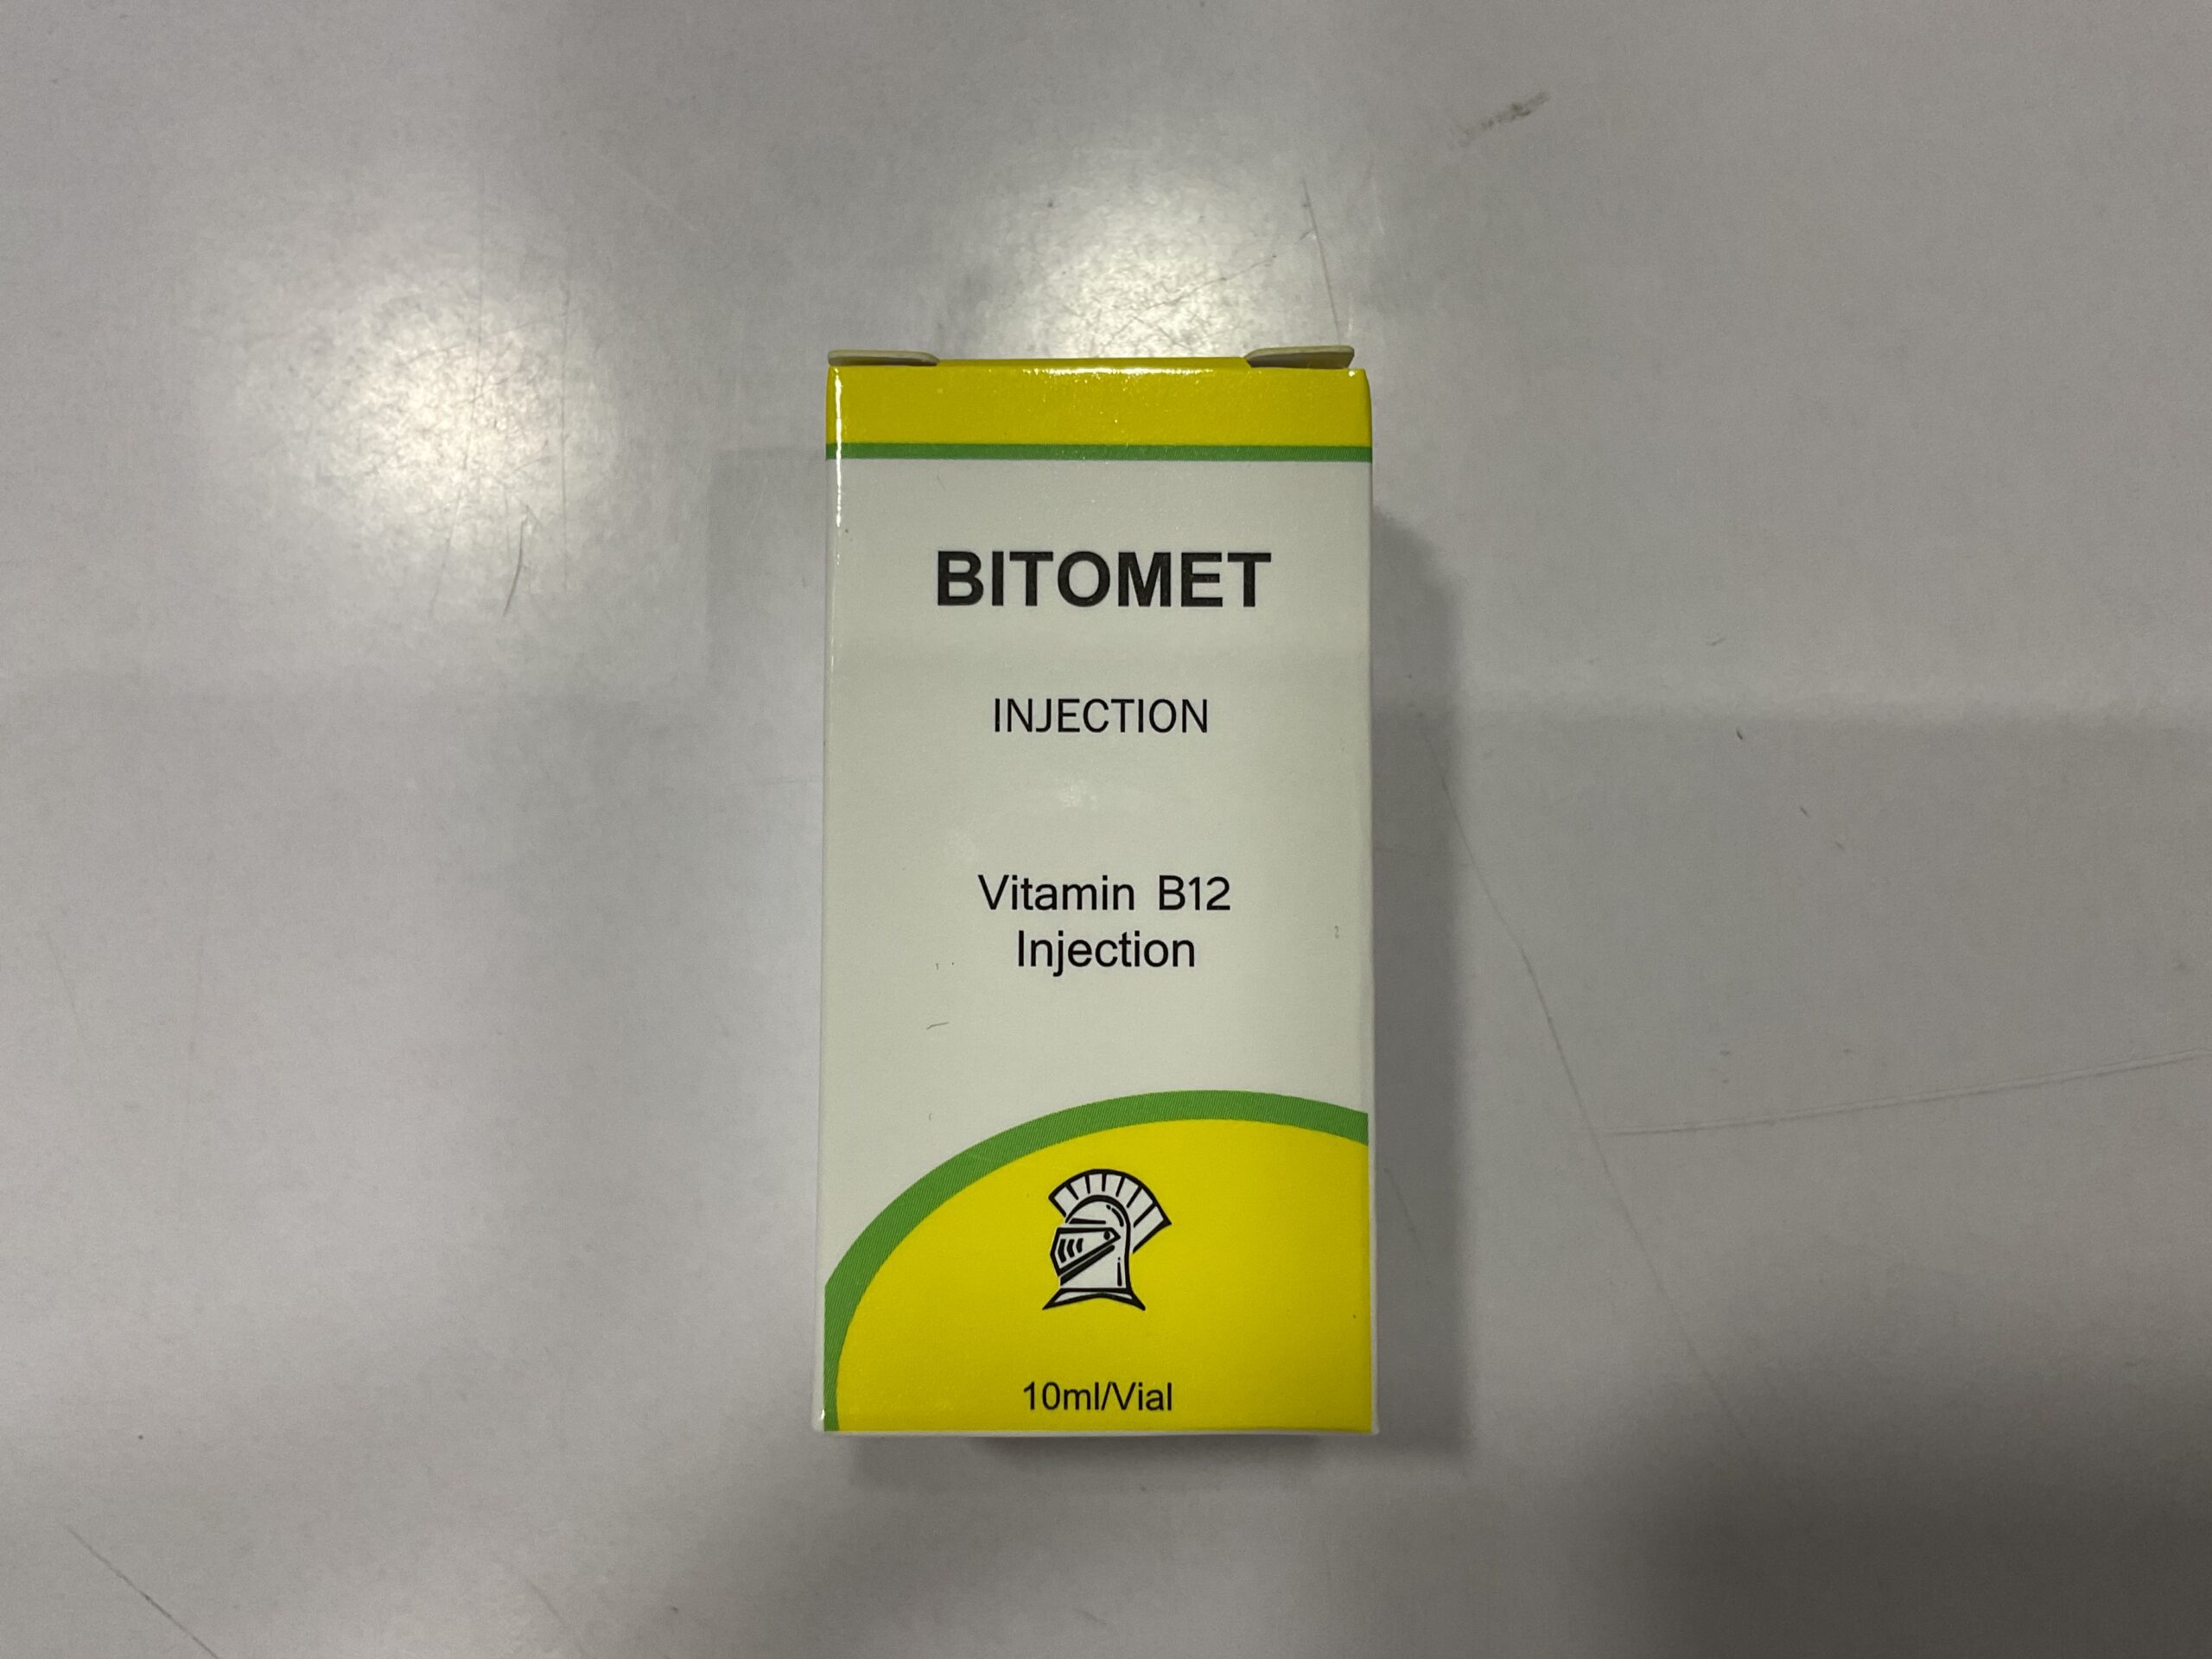 BITOMET
INJECTION
Vitamin B12
Injection
10ml/Vial